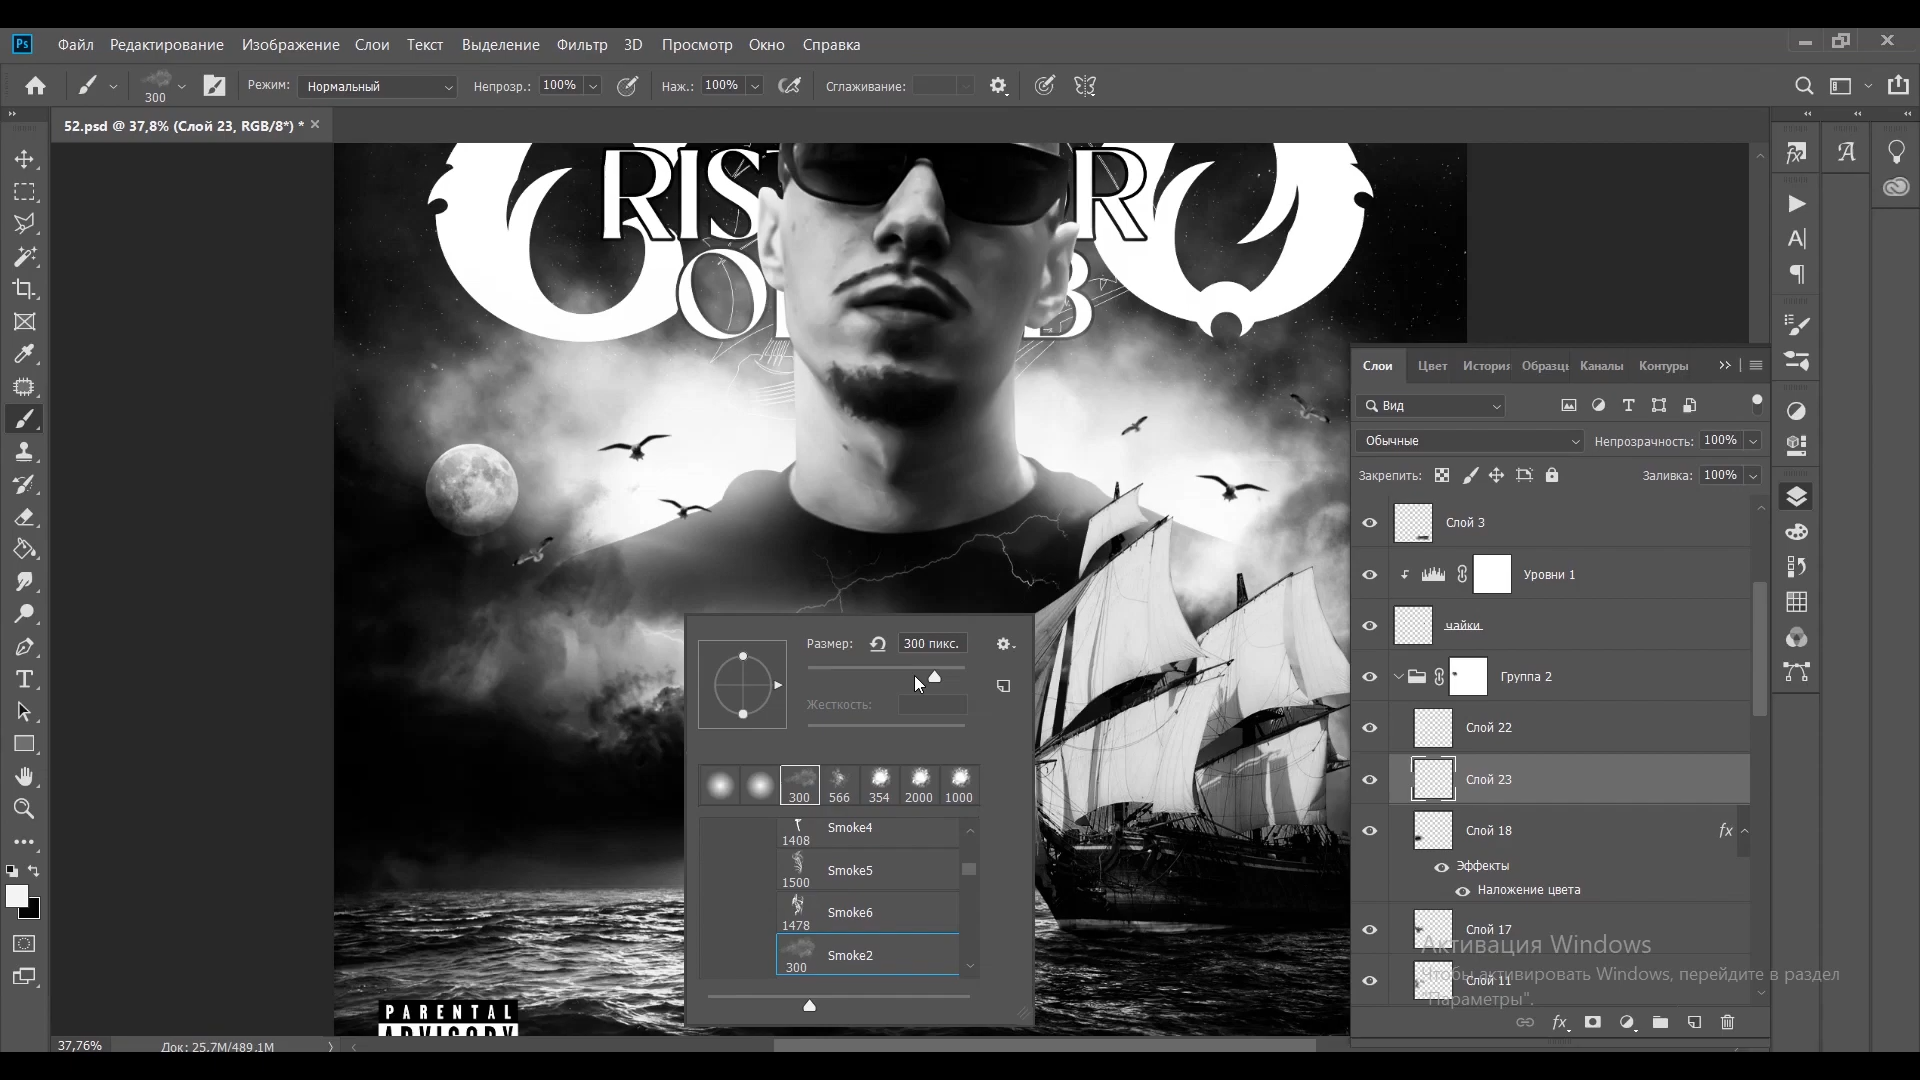 Ps Файл Редактирование Изображение Слои Текст Выделение Фильтр 3D Просмотр Окно Справка
300 Режим: Нормальный Непрозр.: 100% Наж.: 100% Сглаживание:
52.psd @ 37,8% (Слой 23, RGB/8*) *
Слои Цвет История Образцы Каналы Контуры
Вид
Обычные Непрозрачность: 100%
Закрепить: Заливка: 100%
Слой 3
Уровни 1
чайки
Группа 2
Слой 22
Слой 23
Слой 18 fx
Эффекты
Наложение цвета
Слой 17
Слой 11
Размер: 300 пикс.
Жесткость:
300 566 354 2000 1000
Smoke4
1408
Smoke5
1500
Smoke6
1478
Smoke2
300
PARENTAL
ADVISORY
Активация Windows
Чтобы активировать Windows, перейдите в раздел
"Параметры".
37,76% Док: 25,7M/489,1M